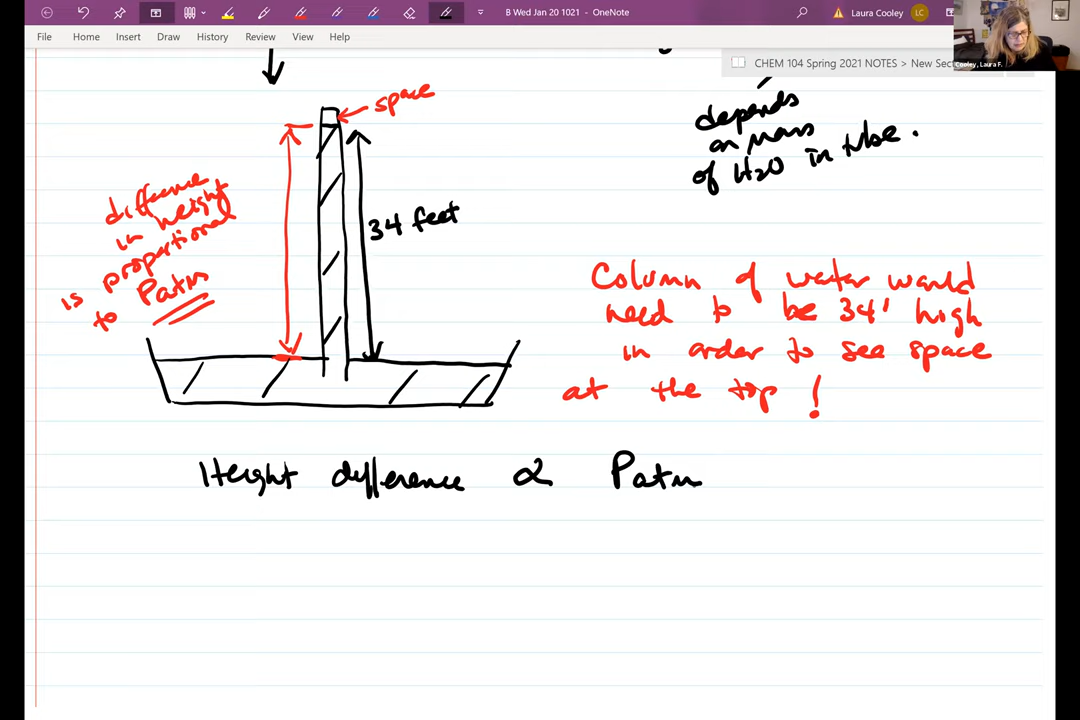 B Wed Jan 20 1021 - OneNote
Laura Cooley
LC
File
Home
Insert
Draw
History
Review
View
Help
Cooley, Laura F.
CHEM 104 Spring 2021 NOTES > New Sec
space
depends
on mass
of H2O in tube.
34 feet
difference
in height
is proportional
to Patm
Column of water would
need to be 34' high
in order to see space
at the top!
Height difference ∝ Patm